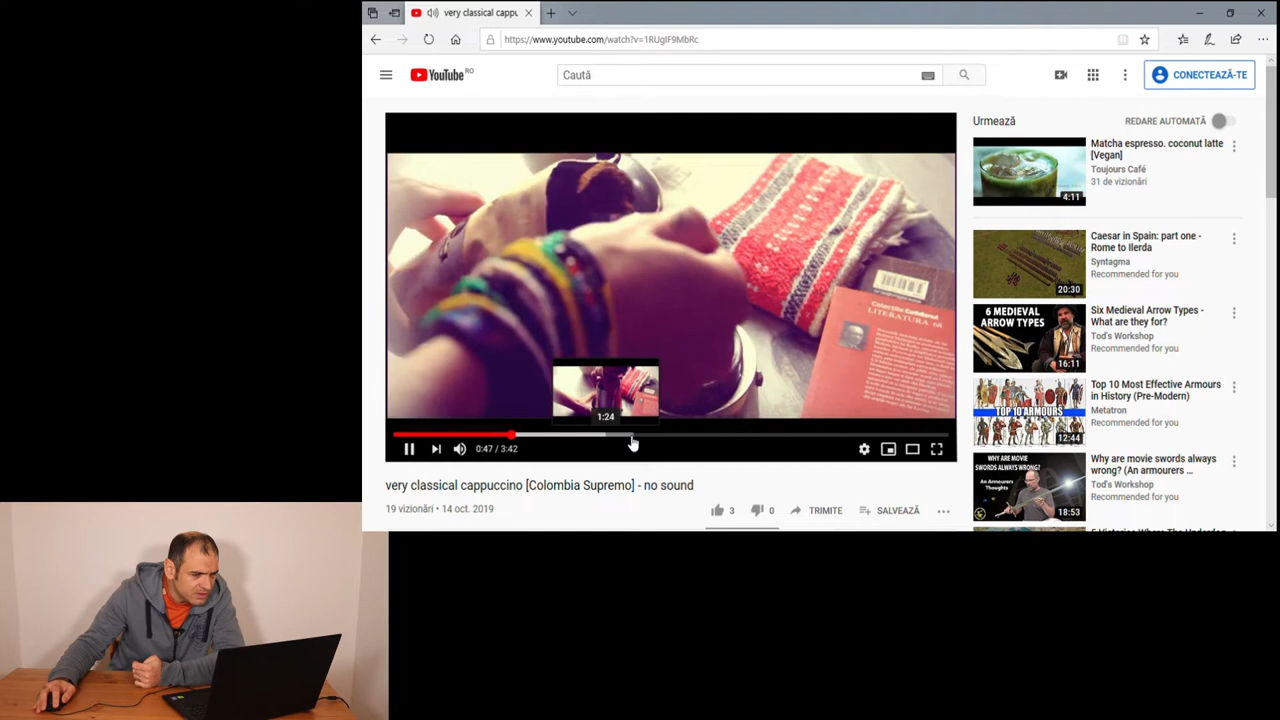 very classical cappu
https://www.youtube.com/watch?v=1RUgIF9MbRc
YouTube RO
Caută
CONECTEAZĂ-TE
LITERATURA
1:24
0:47 / 3:42
very classical cappuccino [Colombia Supremo] - no sound
19 vizionări • 14 oct. 2019
3
0
TRIMITE
SALVEAZĂ
Urmează
REDARE AUTOMATĂ
4:11
Matcha espresso. coconut latte
[Vegan]
Toujours Café
31 de vizionări
20:30
Caesar in Spain: part one -
Rome to Ilerda
Syntagma
Recommended for you
6 MEDIEVAL
ARROW TYPES
16:11
Six Medieval Arrow Types -
What are they for?
Tod's Workshop
Recommended for you
TOP 10 ARMOURS
12:44
Top 10 Most Effective Armours
in History (Pre-Modern)
Metatron
Recommended for you
WHY ARE MOVIE
SWORDS ALWAYS
WRONG?
An Armourers
Thoughts
18:53
Why are movie swords always
wrong? (An armourers ...
Tod's Workshop
Recommended for you